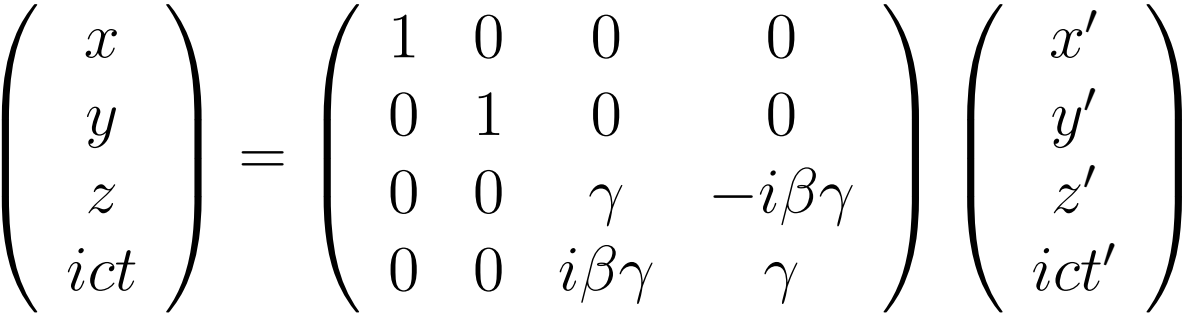 x 1 0 0 0 x′
y 0 1 0 0 y′
z = 0 0 γ −iβγ z′
ict 0 0 iβγ γ ict′